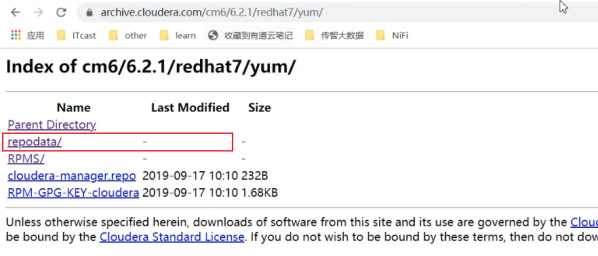 archive.cloudera.com/cm6/6.2.1/redhat7/yum/
应用 ITcast other learn 收藏到有道云笔记 传智大数据 NiFi
Index of cm6/6.2.1/redhat7/yum/
Name Last Modified Size
Parent Directory
repodata/ - -
RPMS/ - -
cloudera-manager.repo 2019-09-17 10:10 232B
RPM-GPG-KEY-cloudera 2019-09-17 10:10 1.68KB
Unless otherwise specified herein, downloads of software from this site and its use are governed by the Cloud
be bound by the Cloudera Standard License. If you do not wish to be bound by these terms, then do not dow